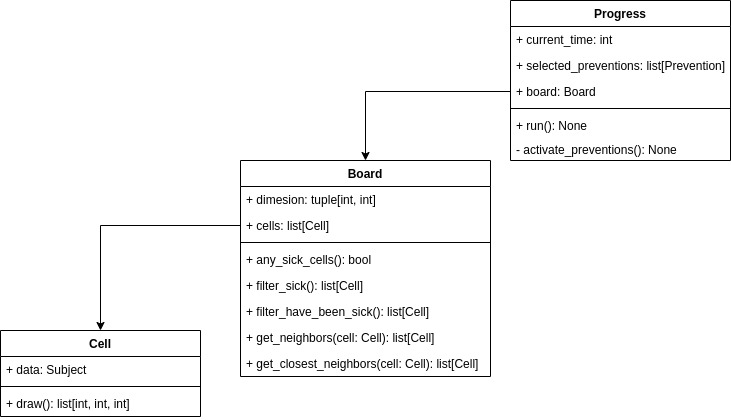 Progress
+ current_time: int
+ selected_preventions: list[Prevention]
+ board: Board
+ run(): None
- activate_preventions(): None
Board
+ dimesion: tuple[int, int]
+ cells: list[Cell]
+ any_sick_cells(): bool
+ filter_sick(): list[Cell]
+ filter_have_been_sick(): list[Cell]
+ get_neighbors(cell: Cell): list[Cell]
+ get_closest_neighbors(cell: Cell): list[Cell]
Cell
+ data: Subject
+ draw(): list[int, int, int]